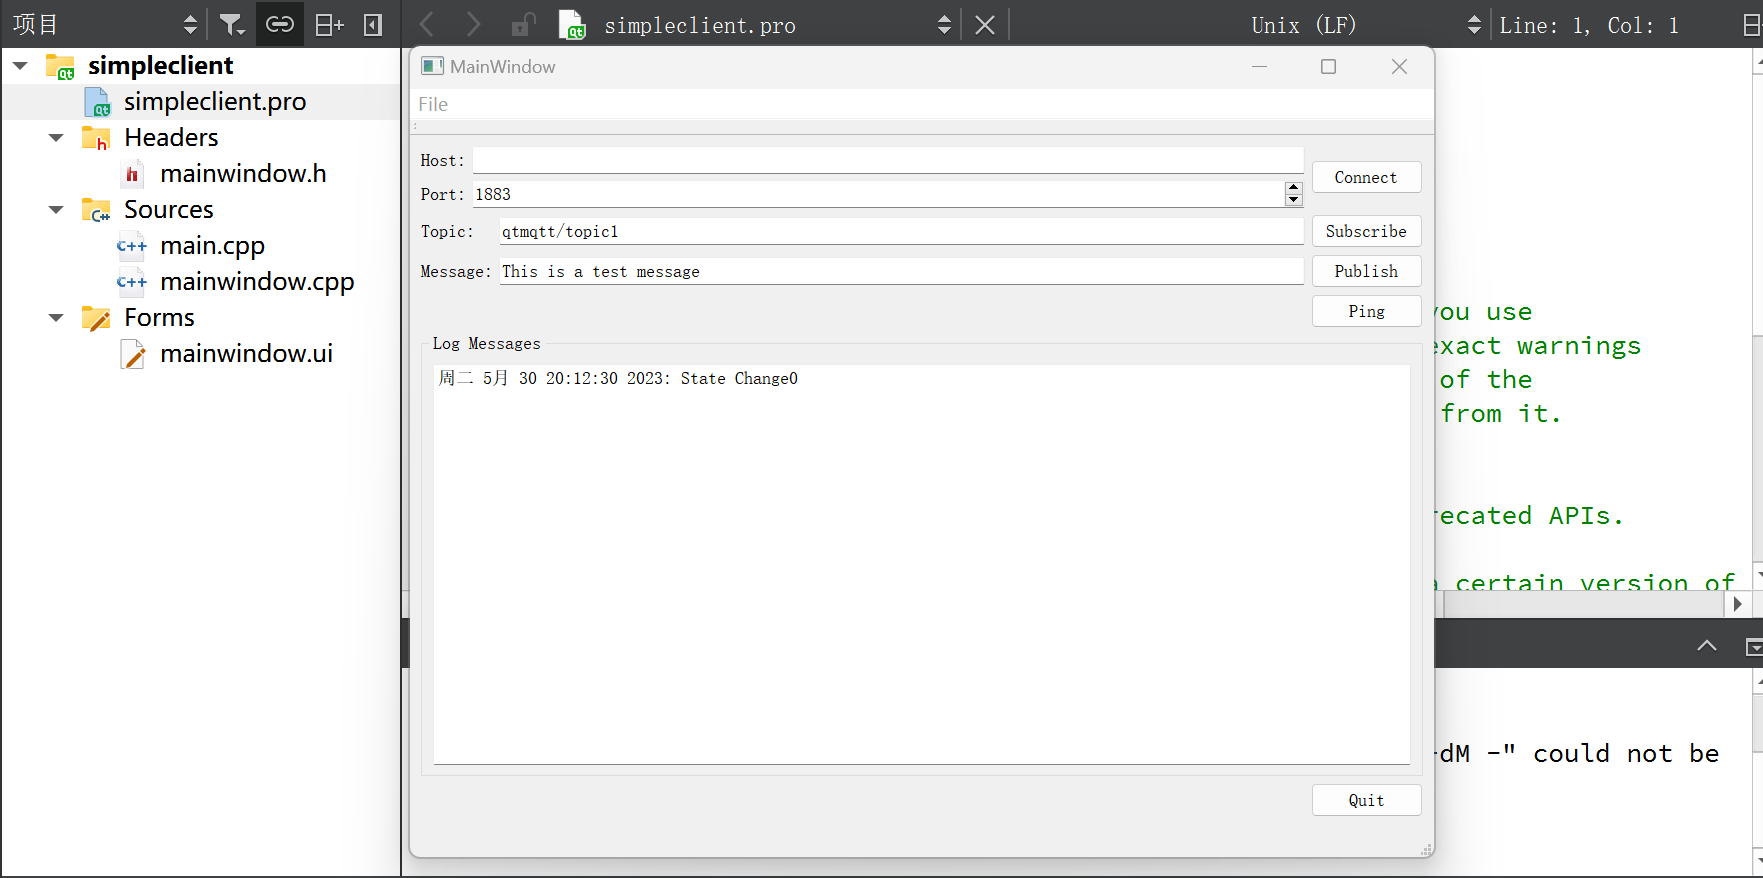 项目
simpleclient.pro
Unix (LF)
Line: 1, Col: 1
simpleclient
simpleclient.pro
Headers
mainwindow.h
Sources
main.cpp
mainwindow.cpp
Forms
mainwindow.ui
MainWindow
File
Host:
Connect
Port: 1883
Topic: qtmqtt/topic1
Subscribe
Message: This is a test message
Publish
Ping
Log Messages
周二 5月 30 20:12:30 2023: State Change0
Quit
you use
exact warnings
of the
from it.
recated APIs.
a certain version of
-dM -" could not be